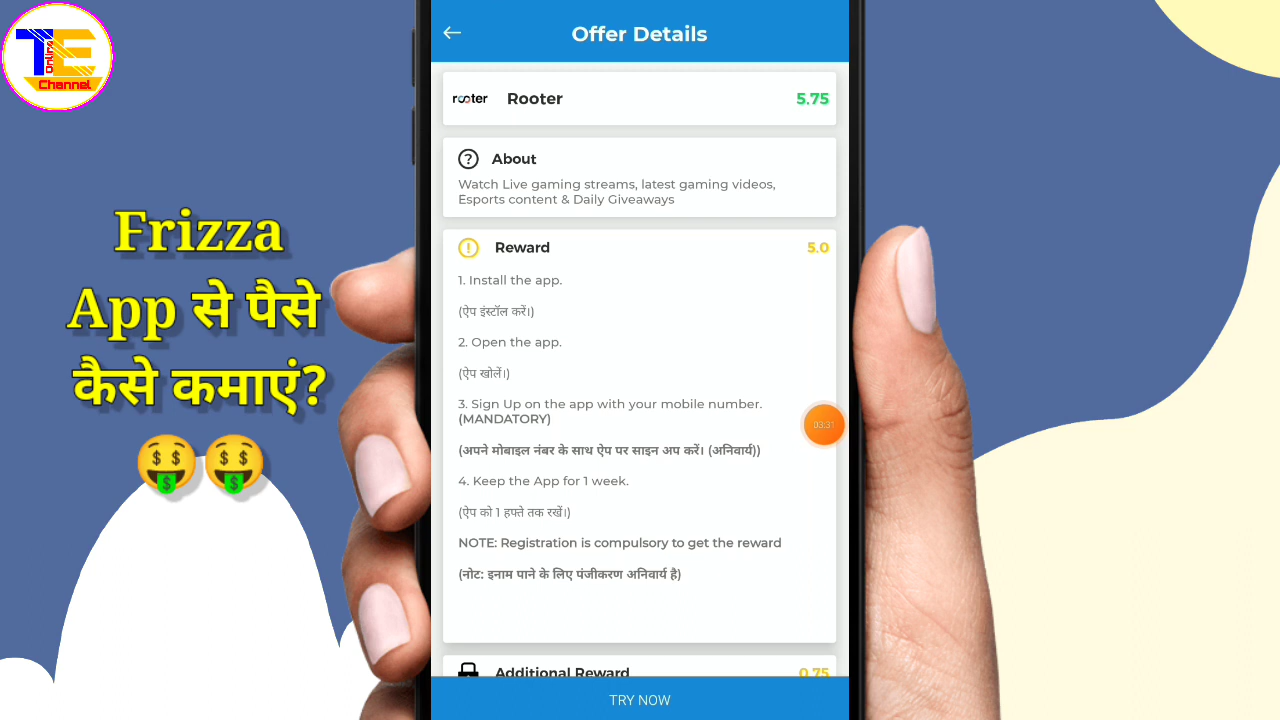 TE
Online
Channel
Frizza
App से पैसे
कैसे कमाएं?
Offer Details
rooter
Rooter
5.75
About
Watch Live gaming streams, latest gaming videos,
Esports content & Daily Giveaways
Reward
5.0
1. Install the app.
(ऐप इंस्टॉल करें।)
2. Open the app.
(ऐप खोलें।)
3. Sign Up on the app with your mobile number.
(MANDATORY)
(अपने मोबाइल नंबर के साथ ऐप पर साइन अप करें। (अनिवार्य))
03:31
4. Keep the App for 1 week.
(ऐप को 1 हफ्ते तक रखें।)
NOTE: Registration is compulsory to get the reward
(नोट: इनाम पाने के लिए पंजीकरण अनिवार्य है)
Additional Reward
0.75
TRY NOW